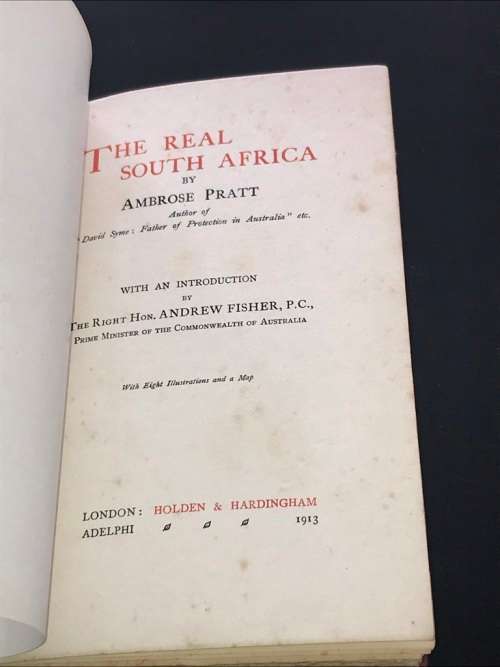 THE REAL
SOUTH AFRICA
BY
AMBROSE PRATT
Author of
"David Syme: Father of Protection in Australia" etc.
WITH AN INTRODUCTION
BY
THE RIGHT HON. ANDREW FISHER, P.C.,
PRIME MINISTER OF THE COMMONWEALTH OF AUSTRALIA
With Eight Illustrations and a Map
LONDON: HOLDEN & HARDINGHAM
ADELPHI 1913